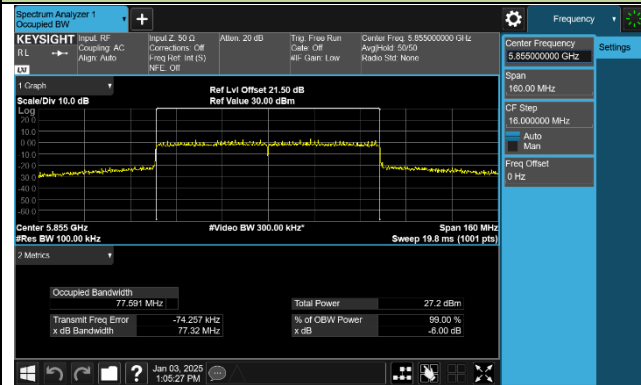 Spectrum Analyzer 1
Occupied BW
Frequency
KEYSIGHT
RL
LXI
Input: RF
Coupling: AC
Align: Auto
Input Z: 50 Ω
Corrections: Off
Freq Ref: Int (S)
NFE: Off
Atten: 20 dB
Trig: Free Run
Gate: Off
#IF Gain: Low
Center Freq: 5.855000000 GHz
Avg|Hold: 50/50
Radio Std: None
Center Frequency
5.855000000 GHz
Settings
Span
160.00 MHz
CF Step
16.000000 MHz
Auto
Man
Freq Offset
0 Hz
1 Graph
Scale/Div 10.0 dB
Ref Lvl Offset 21.50 dB
Ref Value 30.00 dBm
Log
20.0
10.0
0.00
-10.0
-20.0
-30.0
-40.0
-50.0
-60.0
Center 5.855 GHz
#Video BW 300.00 kHz*
Span 160 MHz
#Res BW 100.00 kHz
Sweep 19.8 ms (1001 pts)
2 Metrics
Occupied Bandwidth
77.591 MHz
Total Power
27.2 dBm
Transmit Freq Error
-74.257 kHz
% of OBW Power
99.00 %
x dB Bandwidth
77.32 MHz
x dB
-6.00 dB
?
Jan 03, 2025
1:05:27 PM